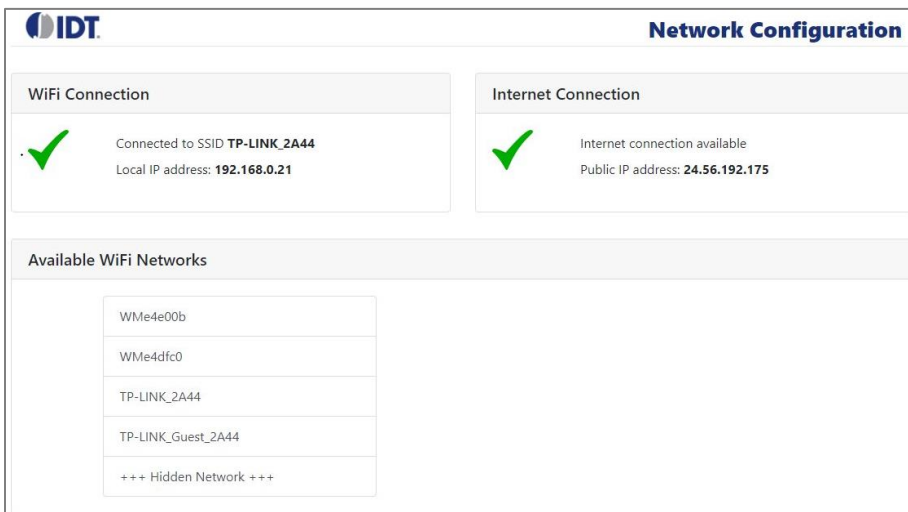 IDT.
Network Configuration
WiFi Connection
Connected to SSID TP-LINK_2A44
Local IP address: 192.168.0.21
Internet Connection
Internet connection available
Public IP address: 24.56.192.175
Available WiFi Networks
WMe4e00b
WMe4dfc0
TP-LINK_2A44
TP-LINK_Guest_2A44
+++ Hidden Network +++